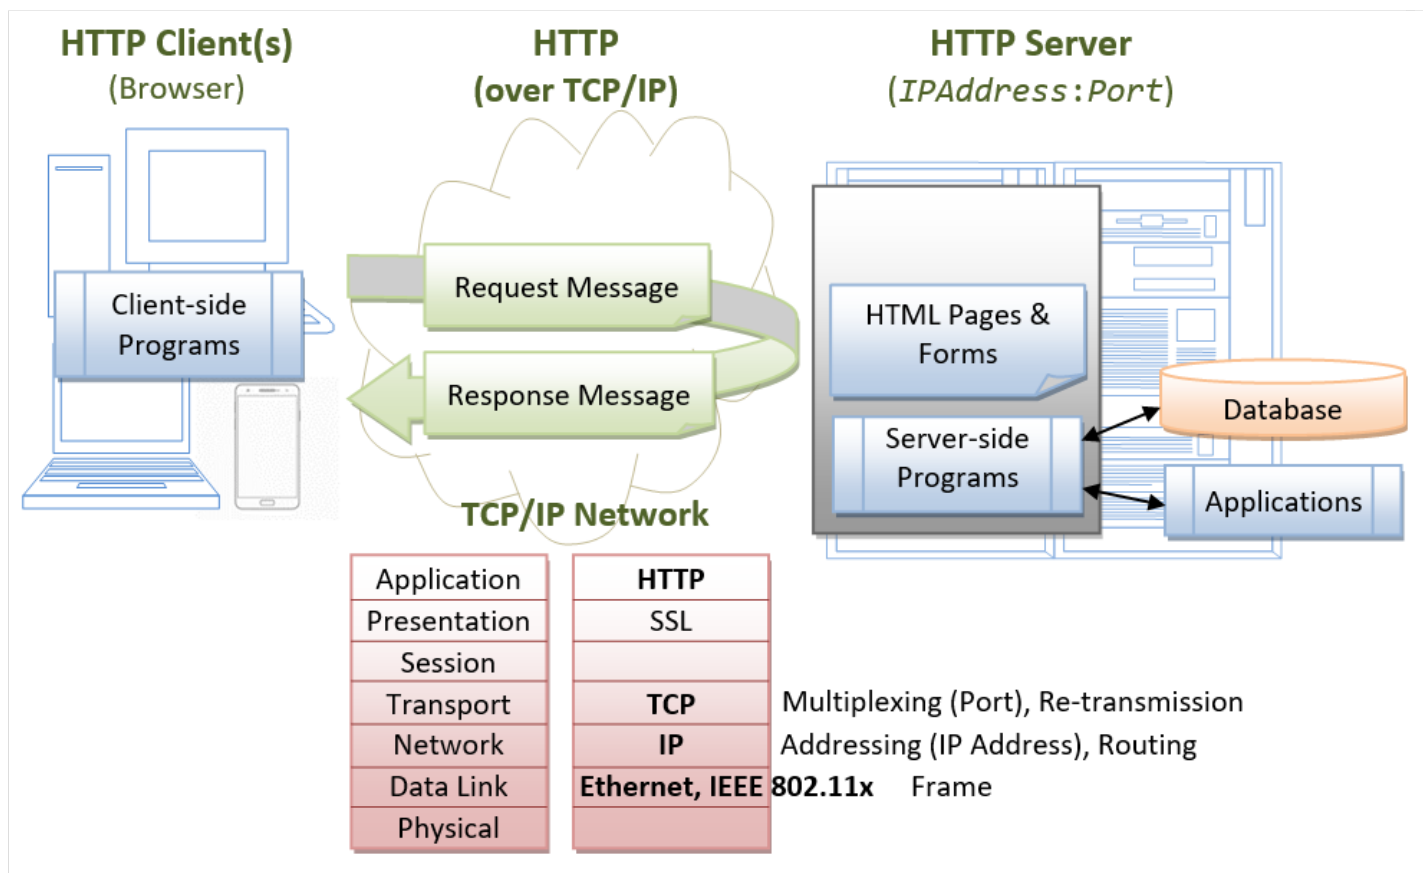 HTTP Client(s)
(Browser)
HTTP
(over TCP/IP)
HTTP Server
(IPAddress:Port)
Client-side
Programs
Request Message
Response Message
HTML Pages &
Forms
Server-side
Programs
Database
Applications
TCP/IP Network
Application HTTP
Presentation SSL
Session
Transport TCP Multiplexing (Port), Re-transmission
Network IP Addressing (IP Address), Routing
Data Link Ethernet, IEEE 802.11x Frame
Physical